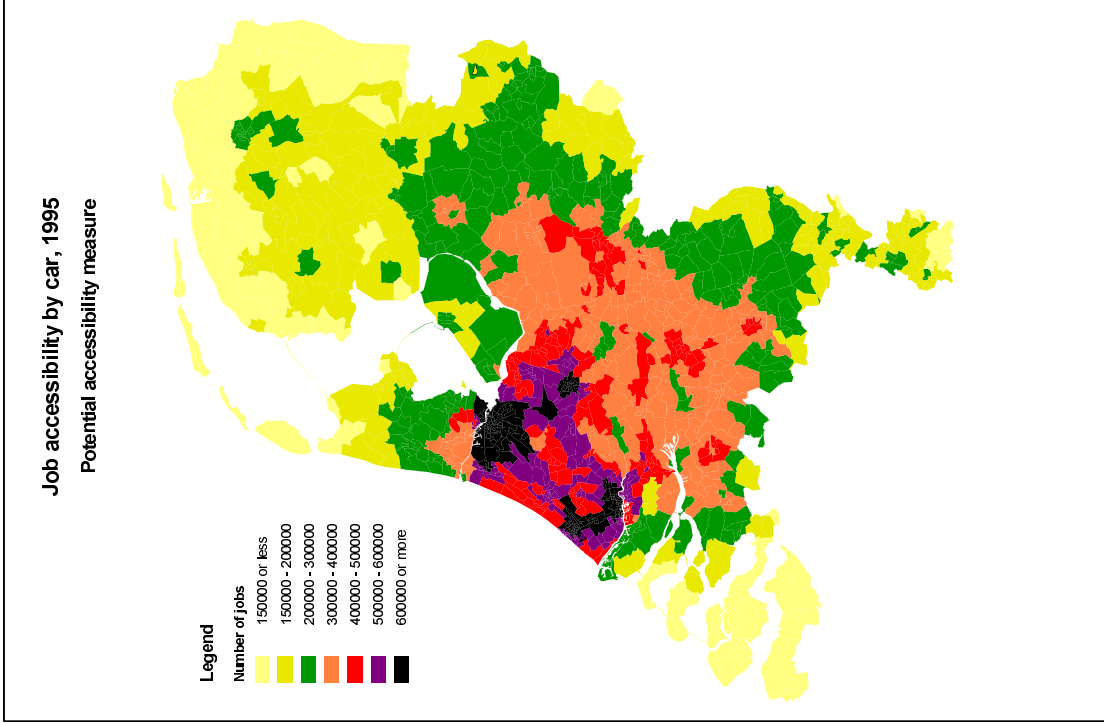 Job accessibility by car, 1995
Potential accessibility measure
Legend
Number of jobs
150000 or less
150000 - 200000
200000 - 300000
300000 - 400000
400000 - 500000
500000 - 600000
600000 or more